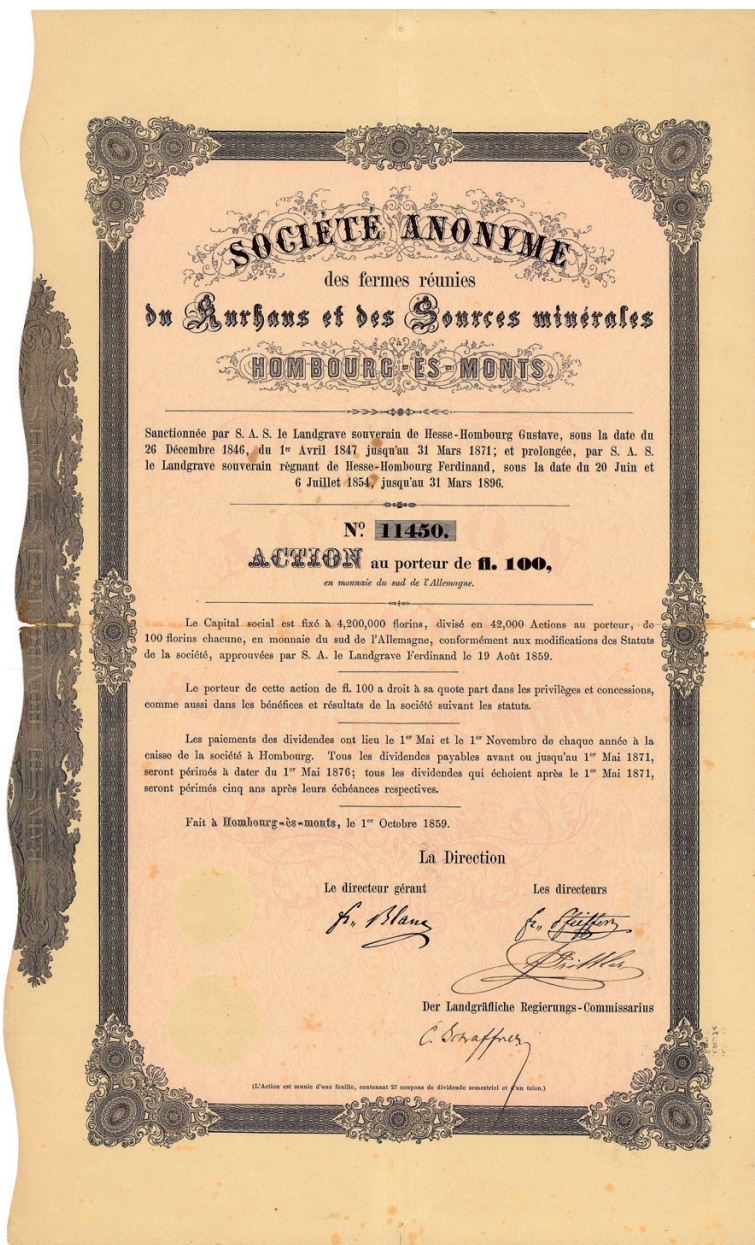 SOCIÉTÉ ANONYME
des fermes réunies
du Kurhaus et des Sources minérales
à
HOMBOURG-ÈS-MONTS.
Sanctionnée par S. A. S. le Landgrave souverain de Hesse-Hombourg Gustave, sous la date du
26 Décembre 1846, du 1er Avril 1847 jusqu'au 31 Mars 1871; et prolongée, par S. A. S.
le Landgrave souverain règnant de Hesse-Hombourg Ferdinand, sous la date du 20 Juin et
6 Juillet 1854, jusqu'au 31 Mars 1896.
No. 11450.
ACTION au porteur de fl. 100,
en monnaie du sud de l'Allemagne.
Le Capital social est fixé à 4,200,000 florins, divisé en 42,000 Actions au porteur, de
100 florins chacune, en monnaie du sud de l'Allemagne, conformément aux modifications des Statuts
de la société, approuvées par S. A. le Landgrave Ferdinand le 19 Août 1859.
Le porteur de cette action de fl. 100 a droit à sa quote part dans les privilèges et concessions,
comme aussi dans les bénéfices et résultats de la société suivant les statuts.
Les paiements des dividendes ont lieu le 1er Mai et le 1er Novembre de chaque année à la
caisse de la société à Hombourg. Tous les dividendes payables avant ou jusqu'au 1er Mai 1871,
seront périmés à dater du 1er Mai 1876; tous les dividendes qui échoient après le 1er Mai 1871,
seront périmés cinq ans après leurs échéances respectives.
Fait à Hombourg-ès-monts, le 1er Octobre 1859.
La Direction
Le directeur gérant
Les directeurs
fr. Blanc
Der Landgräfliche Regierungs-Commissarius
(L'Action est munie d'une feuille, contenant 27 coupons de dividende semestriel et d'un talon.)